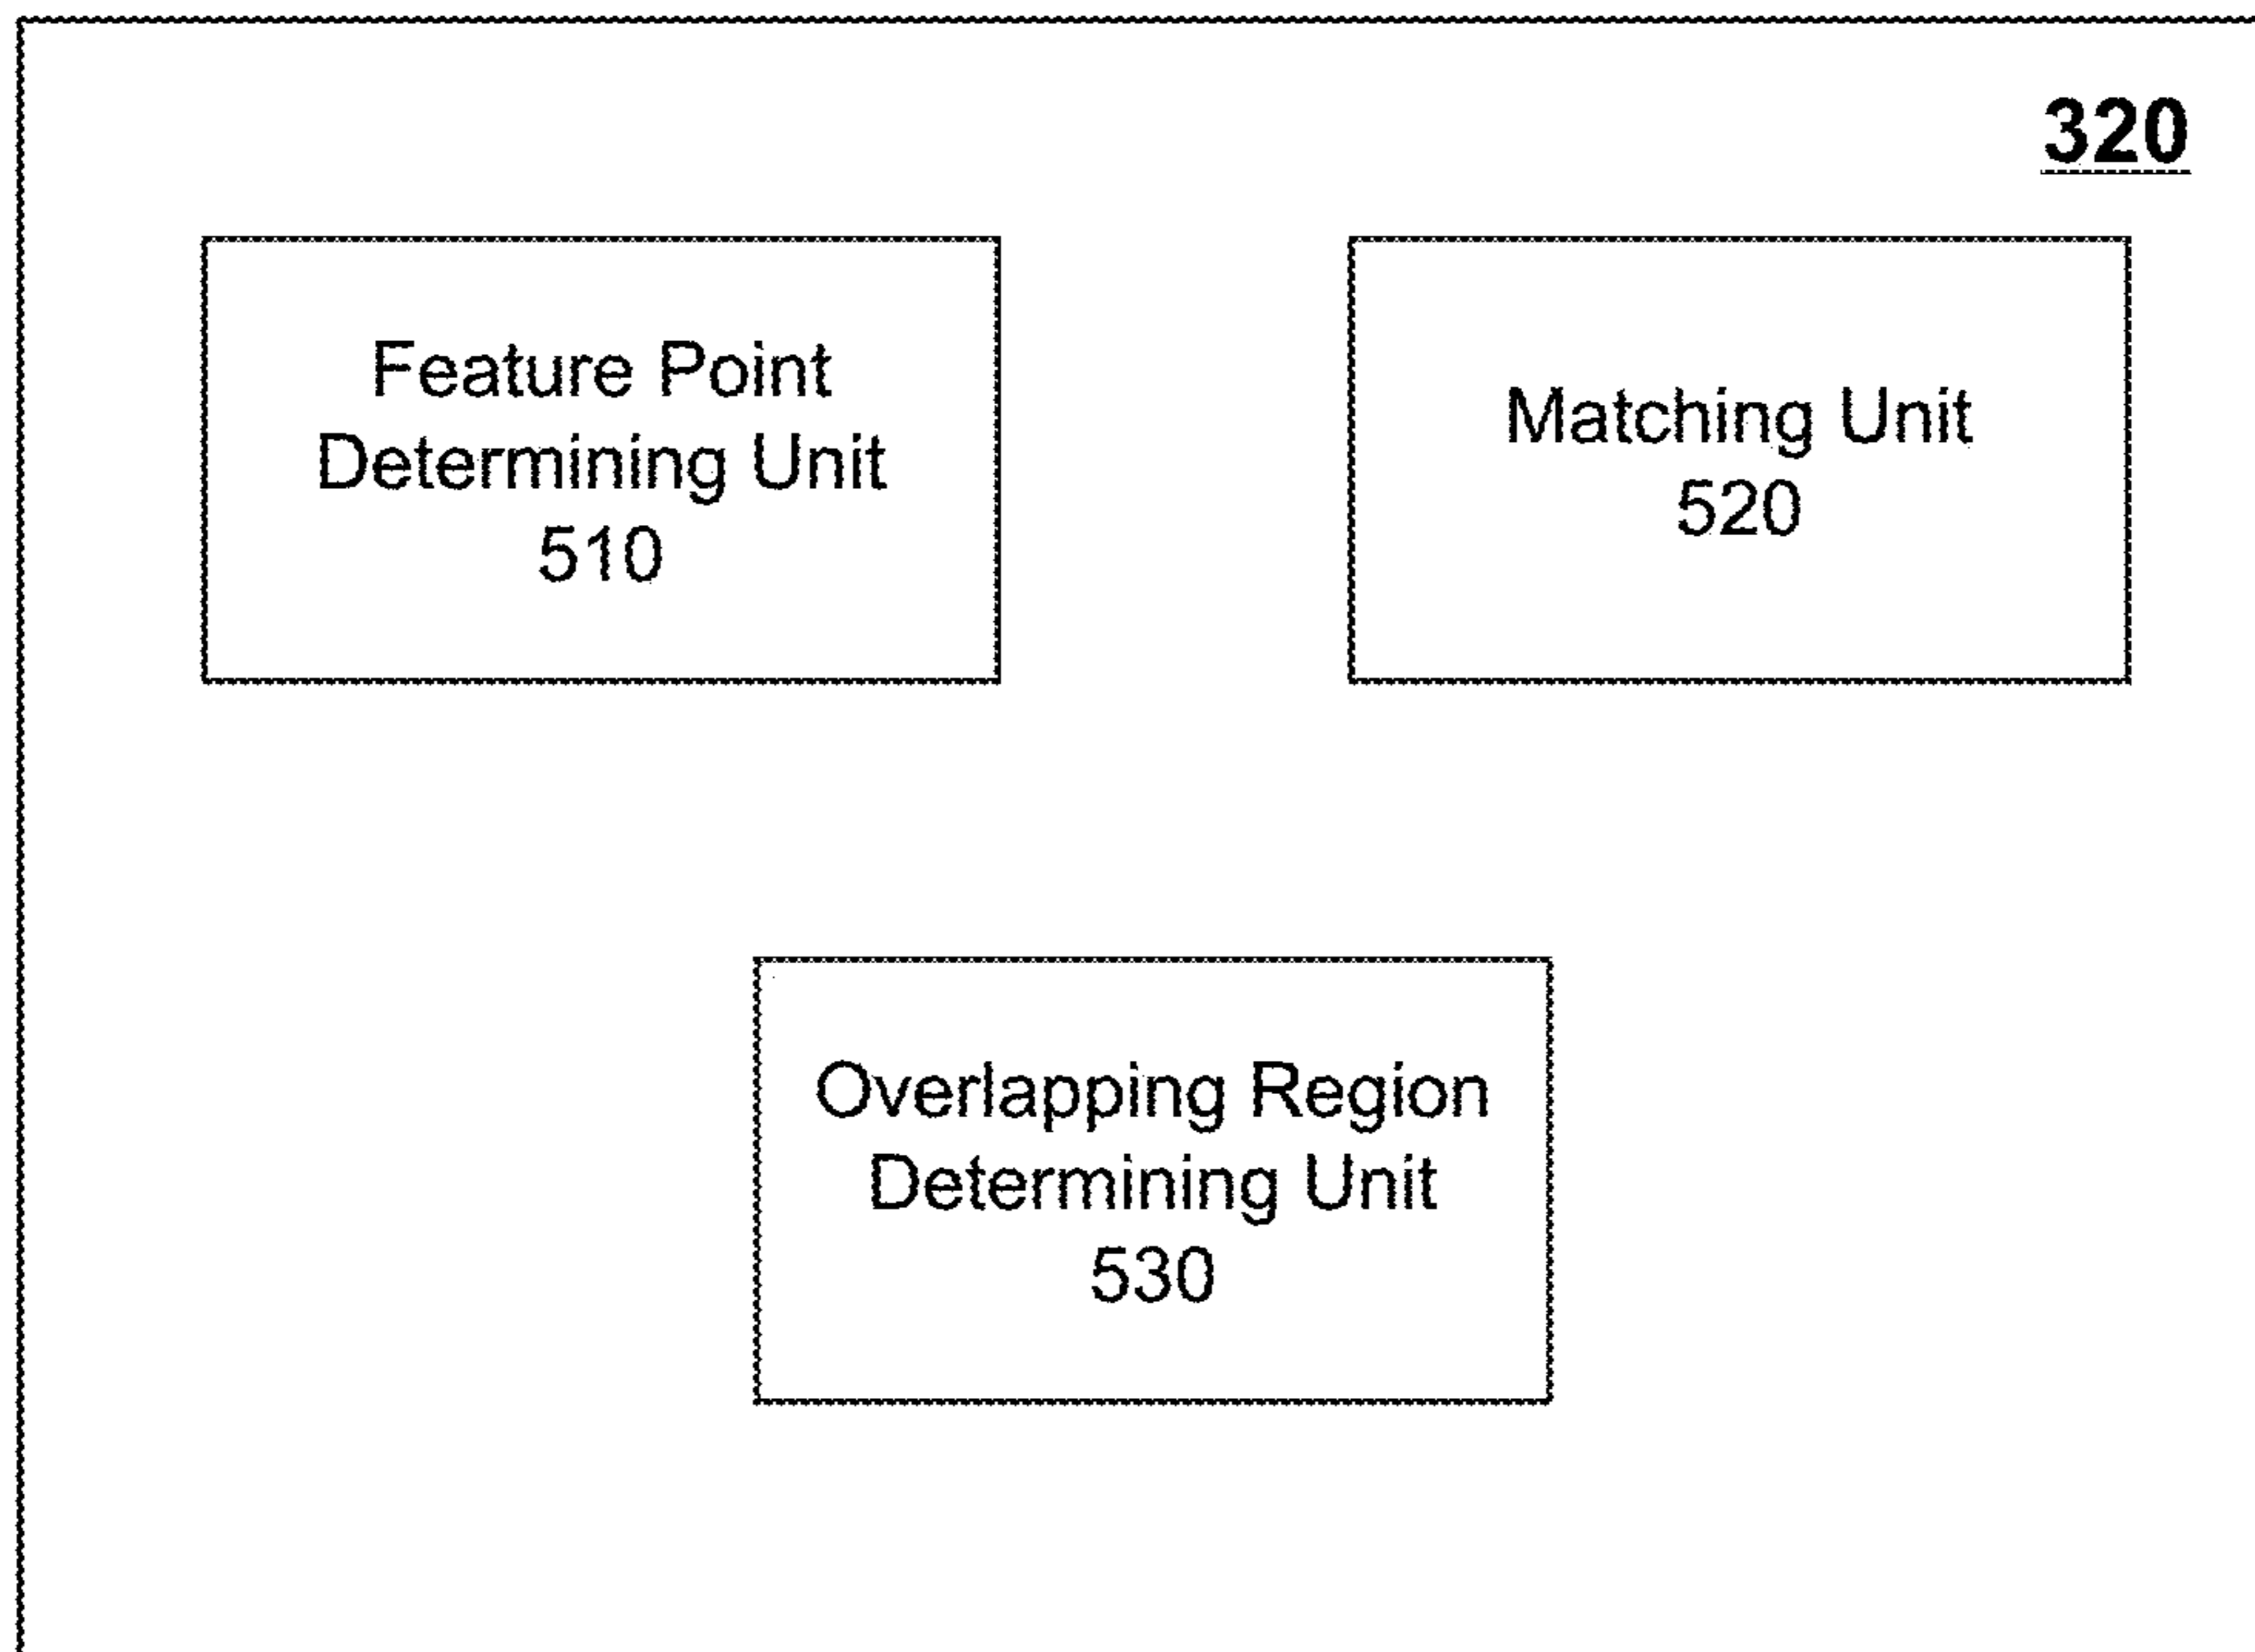 320
Feature Point
Determining Unit
510
Matching Unit
520
Overlapping Region
Determining Unit
530